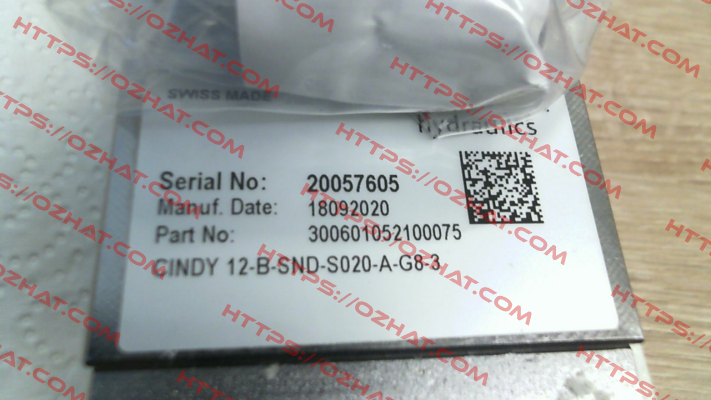 SWISS MADE
Hydraulics
Serial No: 20057605
Manuf. Date: 18092020
Part No: 300601052100075
CINDY 12-B-SND-S020-A-G8-3
HTTPS://OZHAT.COM